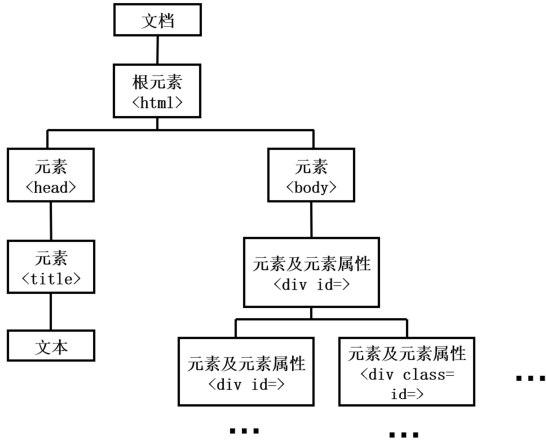 文档
根元素
<html>
元素
<head>
元素
<body>
元素
<title>
元素及元素属性
<div id=>
文本
元素及元素属性
<div id=>
元素及元素属性
<div class=
id=>
...
...
...